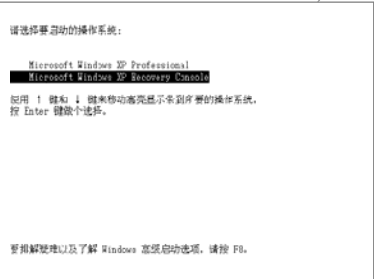 请选择要启动的操作系统:
Microsoft Windows XP Professional
Microsoft Windows XP Recovery Console
使用 ↑ 键和 ↓ 键来移动高亮显示条到所要的操作系统,
按 Enter 键做个选择。
要排解疑难以及了解 Windows 高级启动选项, 请按 F8。